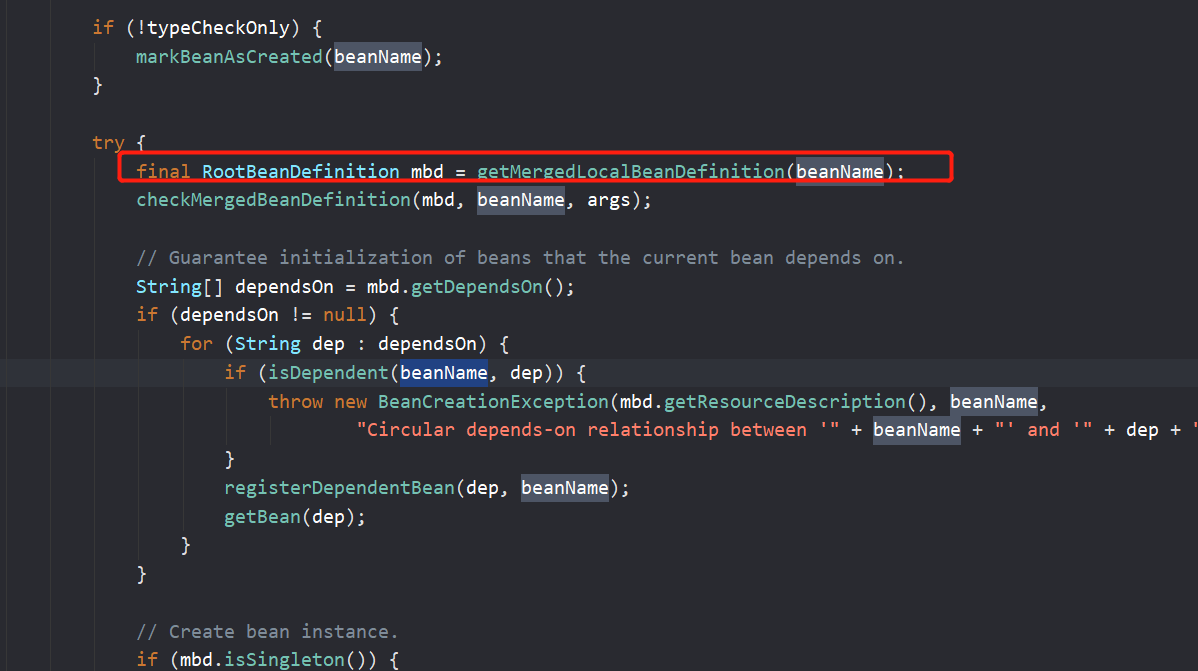 if (!typeCheckOnly) {
markBeanAsCreated(beanName);
}
try {
final RootBeanDefinition mbd = getMergedLocalBeanDefinition(beanName);
checkMergedBeanDefinition(mbd, beanName, args);
// Guarantee initialization of beans that the current bean depends on.
String[] dependsOn = mbd.getDependsOn();
if (dependsOn != null) {
for (String dep : dependsOn) {
if (isDependent(beanName, dep)) {
throw new BeanCreationException(mbd.getResourceDescription(), beanName,
"Circular depends-on relationship between '" + beanName + "' and '" + dep + '
}
registerDependentBean(dep, beanName);
getBean(dep);
}
}
// Create bean instance.
if (mbd.isSingleton()) {